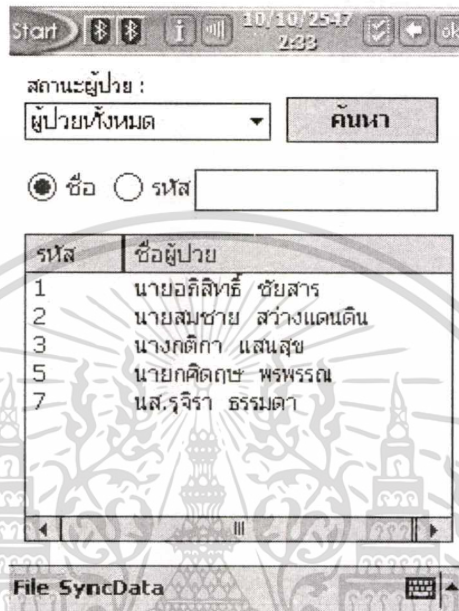 Start 10/10/2547 ok
2:33
สถานะผู้ป่วย :
ผู้ป่วยทั้งหมด ค้นหา
ชื่อ รหัส
รหัส ชื่อผู้ป่วย
1 นายอภิสิทธิ์ ชัยสาร
2 นายสมชาย สว่างแดนดิน
3 นางกติกา แสนสุข
5 นายกศิดฤษ พรพรรณ
7 นส.รุจิรา ธรรมดา
File SyncData